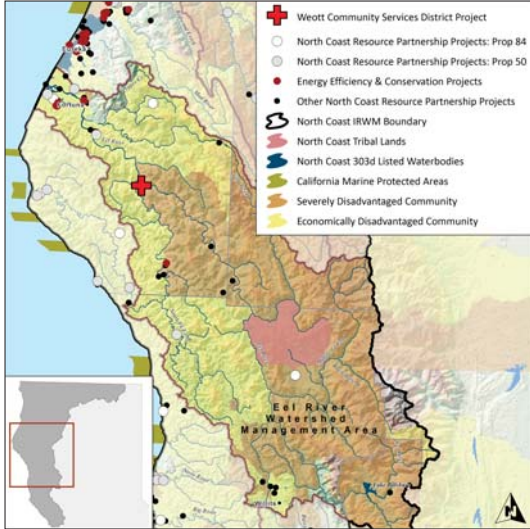 Weott Community Services District Project
North Coast Resource Partnership Projects: Prop 84
North Coast Resource Partnership Projects: Prop 50
Energy Efficiency & Conservation Projects
Other North Coast Resource Partnership Projects
North Coast IRWM Boundary
North Coast Tribal Lands
North Coast 303d Listed Waterbodies
California Marine Protected Areas
Severely Disadvantaged Community
Economically Disadvantaged Community
Eureka
Fortuna
Eel River
Watershed
Management Area
Willits
N